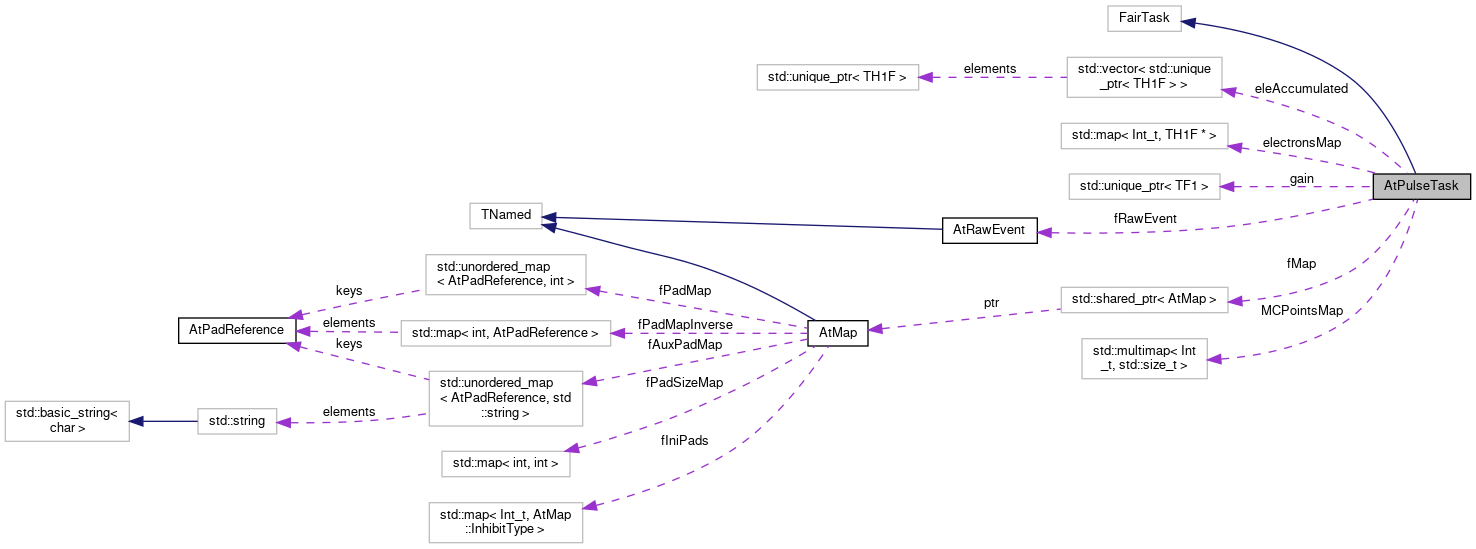 FairTask
std::unique_ptr< TH1F >
elements
std::vector< std::unique
_ptr< TH1F > >
eleAccumulated
std::map< Int_t, TH1F * >
electronsMap
std::unique_ptr< TF1 >
gain
AtPulseTask
TNamed
AtRawEvent
fRawEvent
std::unordered_map
< AtPadReference, int >
keys
fPadMap
fMap
std::shared_ptr< AtMap >
ptr
MCPointsMap
AtPadReference
elements
std::map< int, AtPadReference >
fPadMapInverse
AtMap
keys
fAuxPadMap
std::multimap< Int
_t, std::size_t >
std::unordered_map
< AtPadReference, std
::string >
fPadSizeMap
std::basic_string<
char >
std::string
elements
fIniPads
std::map< int, int >
std::map< Int_t, AtMap
::InhibitType >